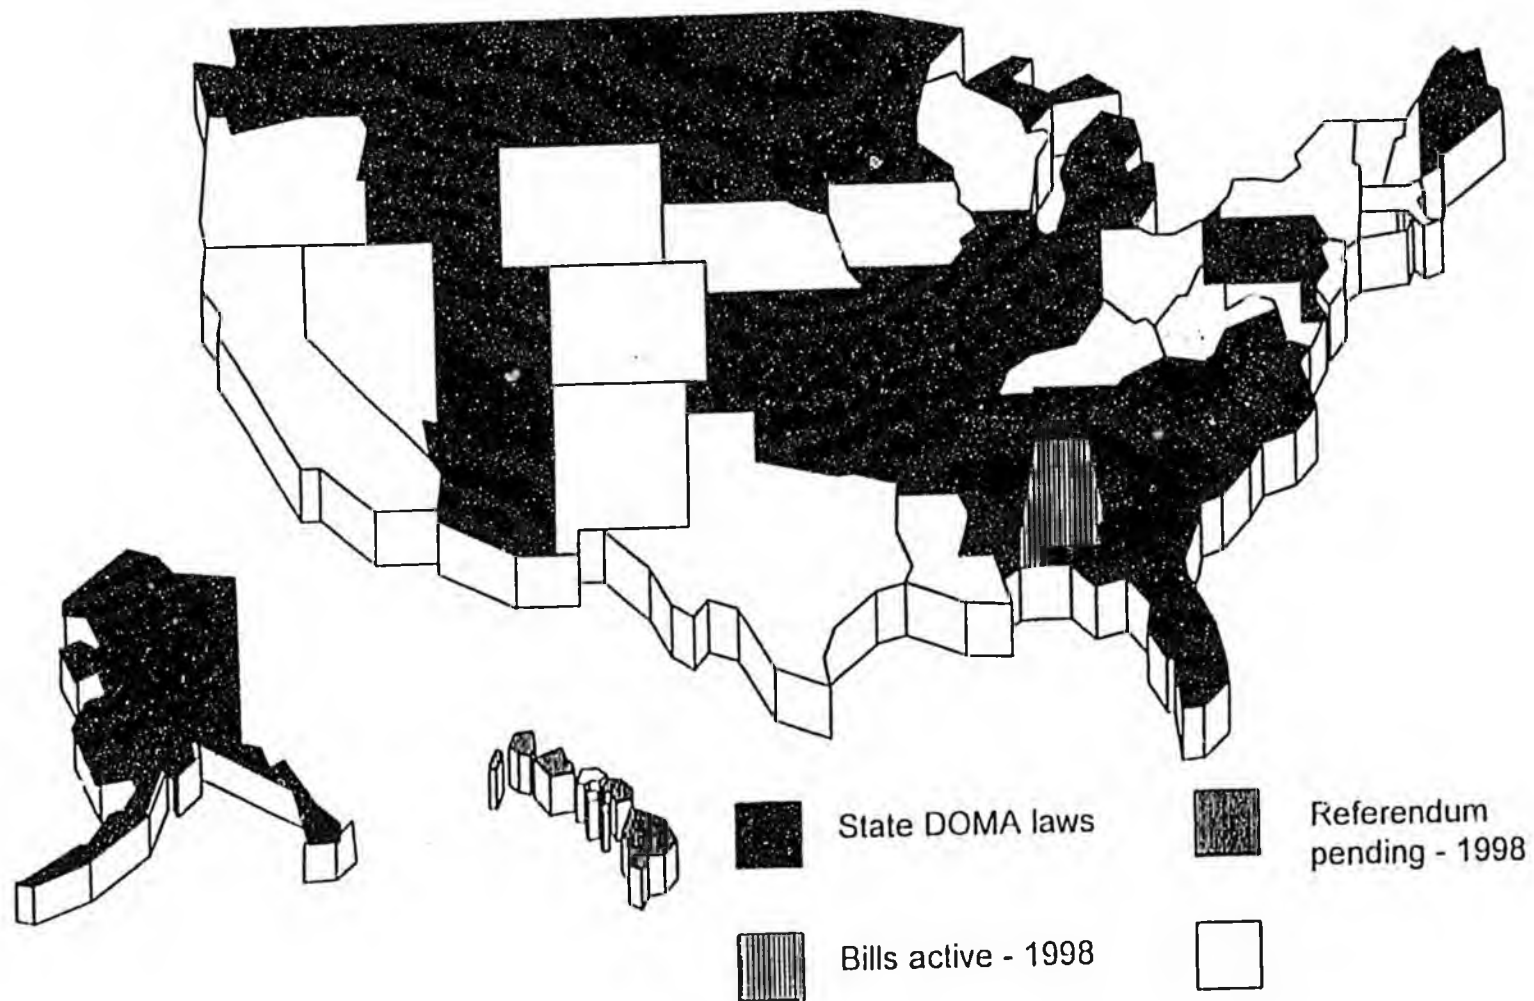 State DOMA laws
Referendum
pending - 1998
Bills active - 1998